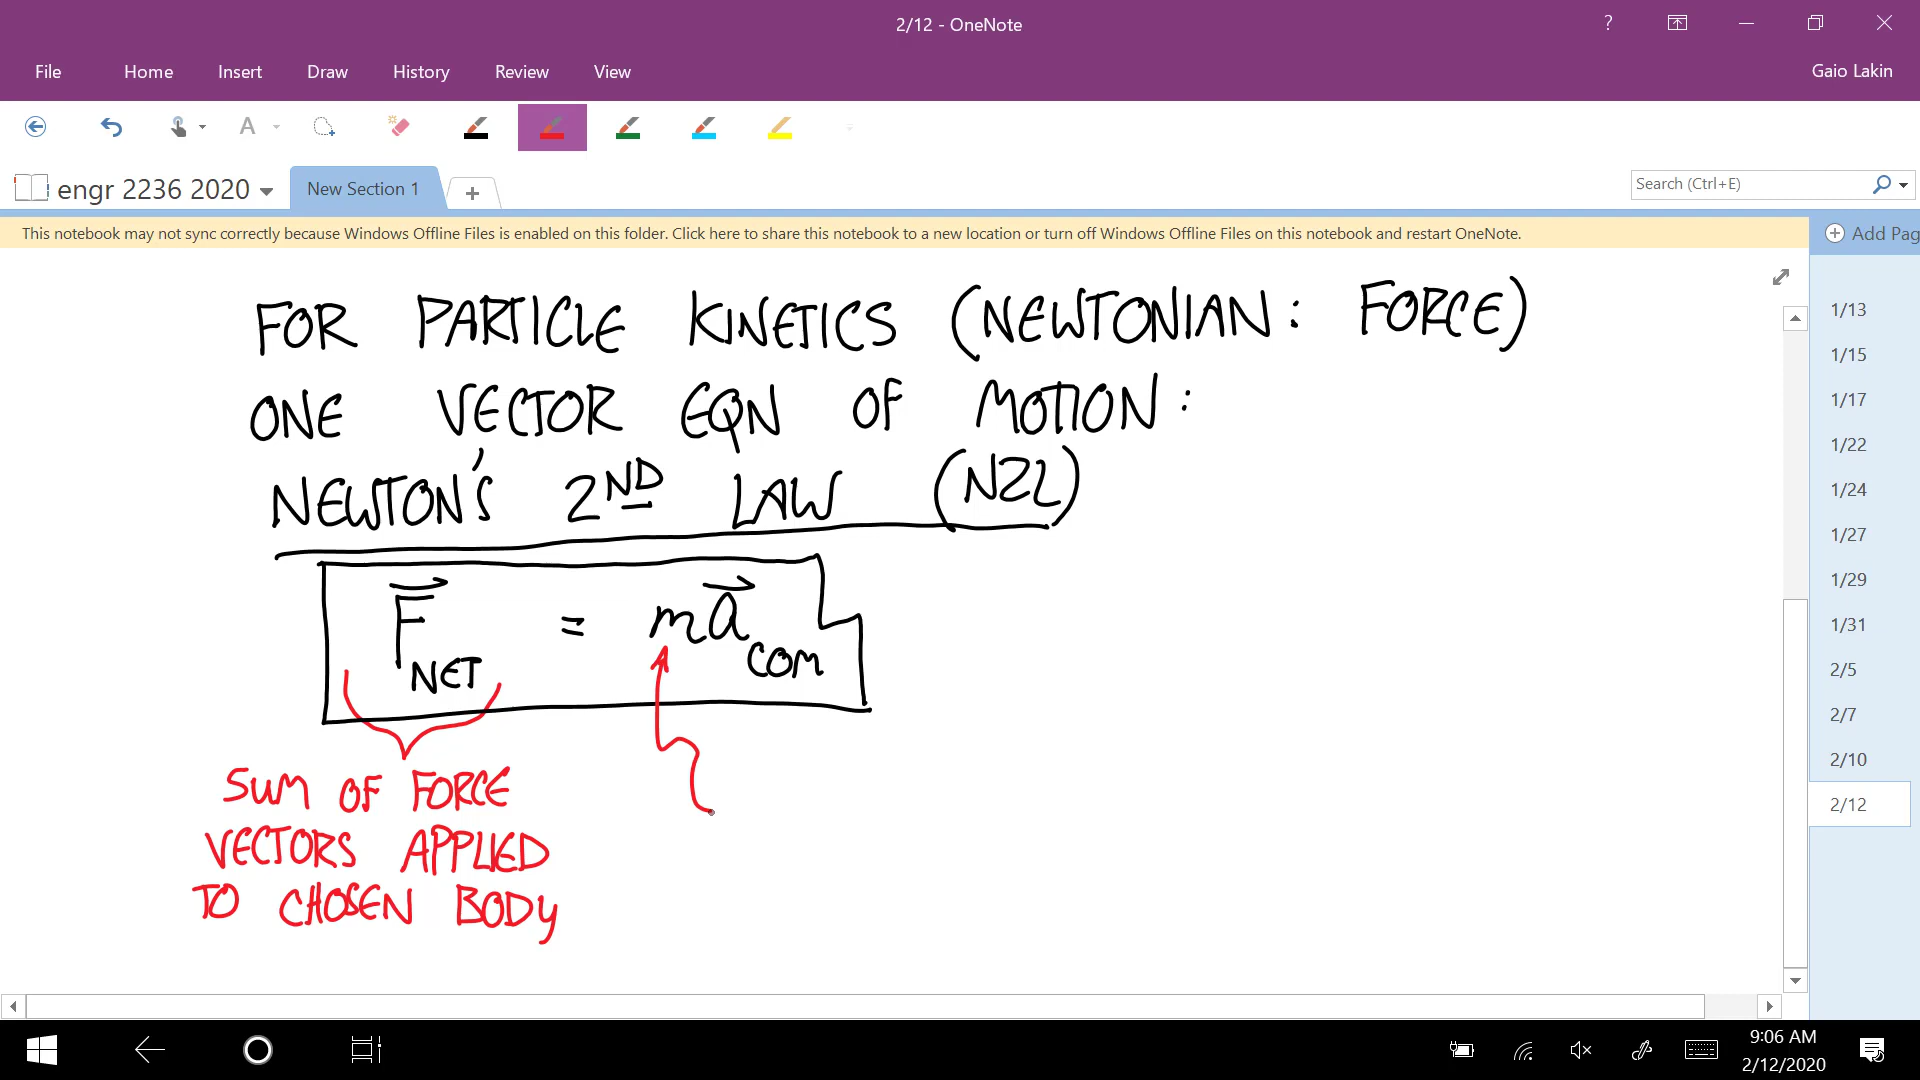 2/12 - OneNote
?
File Home Insert Draw History Review View
Gaio Lakin
A
engr 2236 2020
New Section 1
+
Search (Ctrl+E)
This notebook may not sync correctly because Windows Offline Files is enabled on this folder. Click here to share this notebook to a new location or turn off Windows Offline Files on this notebook and restart OneNote.
Add Pag
FOR PARTICLE KINETICS (NEWTONIAN: FORCE)
ONE VECTOR EQN OF MOTION:
NEWTON'S 2ND LAW (N2L)
F⃗NET = ma⃗COM
SUM OF FORCE
VECTORS APPLIED
TO CHOSEN BODY
1/13
1/15
1/17
1/22
1/24
1/27
1/29
1/31
2/5
2/7
2/10
2/12
9:06 AM
2/12/2020